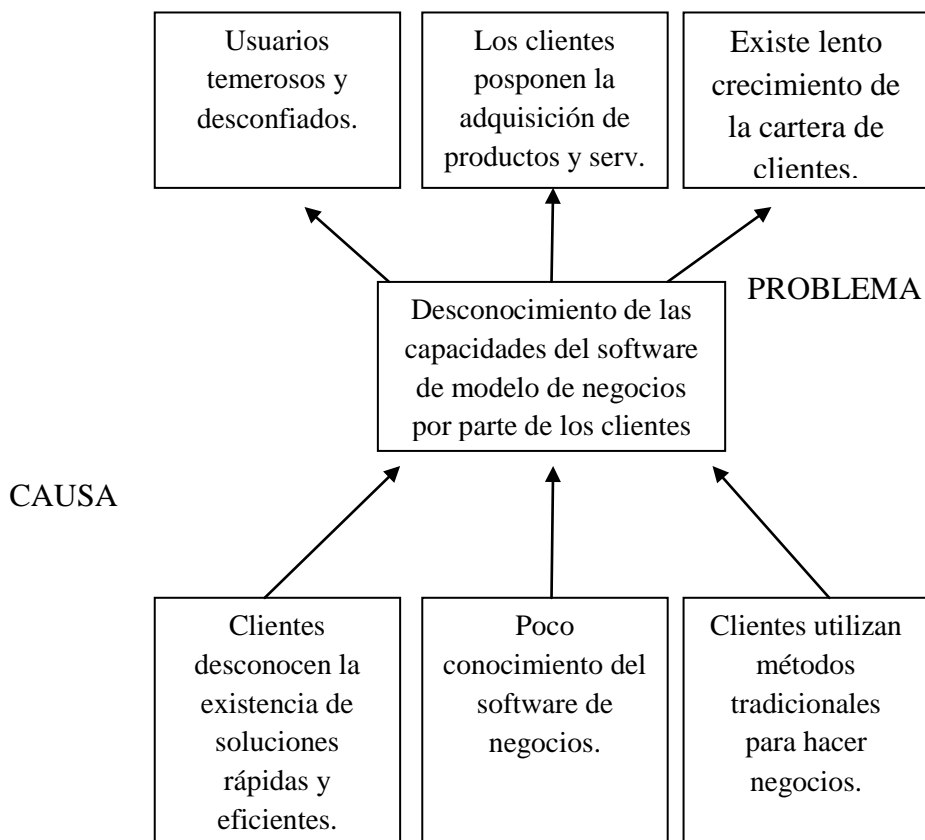 Usuarios
temerosos y
desconfiados.
Los clientes
posponen la
adquisición de
productos y serv.
Existe lento
crecimiento de
la cartera de
clientes.
PROBLEMA
Desconocimiento de las
capacidades del software
de modelo de negocios
por parte de los clientes
CAUSA
Clientes
desconocen la
existencia de
soluciones
rápidas y
eficientes.
Poco
conocimiento del
software de
negocios.
Clientes utilizan
métodos
tradicionales
para hacer
negocios.